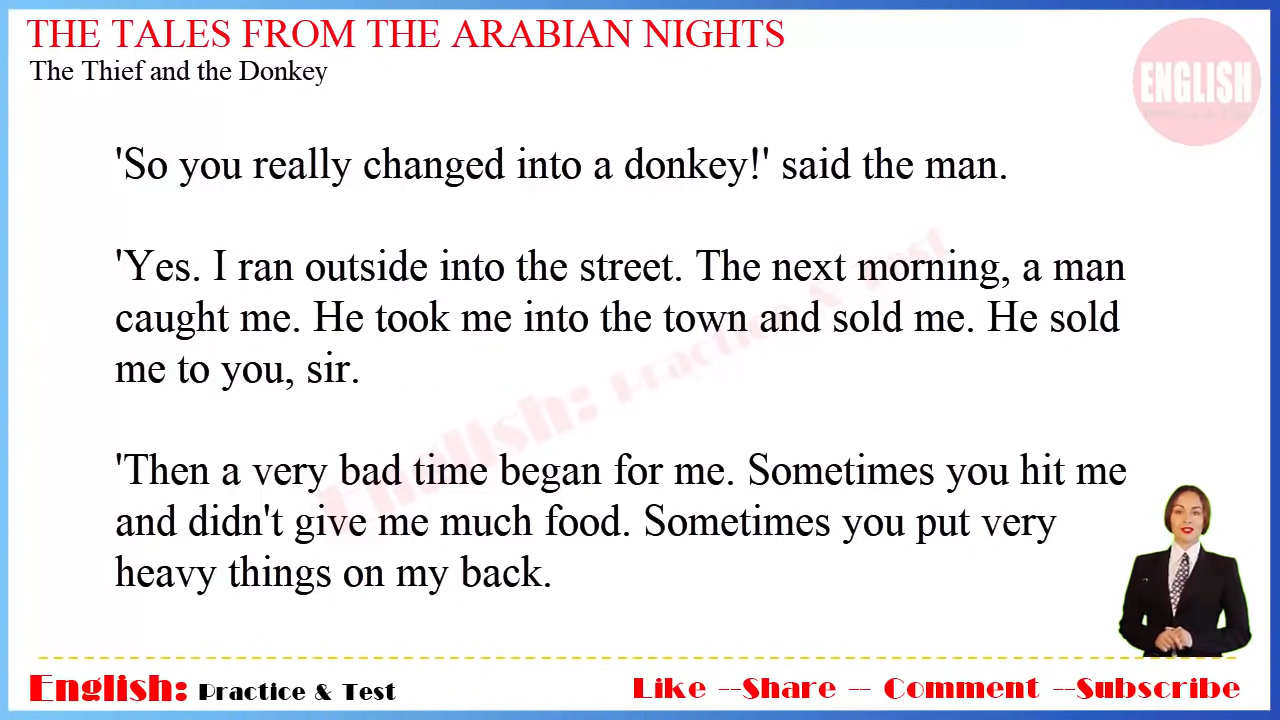 THE TALES FROM THE ARABIAN NIGHTS
The Thief and the Donkey
ENGLISH
'So you really changed into a donkey!' said the man.
'Yes. I ran outside into the street. The next morning, a man
caught me. He took me into the town and sold me. He sold
me to you, sir.
'Then a very bad time began for me. Sometimes you hit me
and didn't give me much food. Sometimes you put very
heavy things on my back.
English: Practice & Test
English: Practice & Test
Like --Share -- Comment --Subscribe